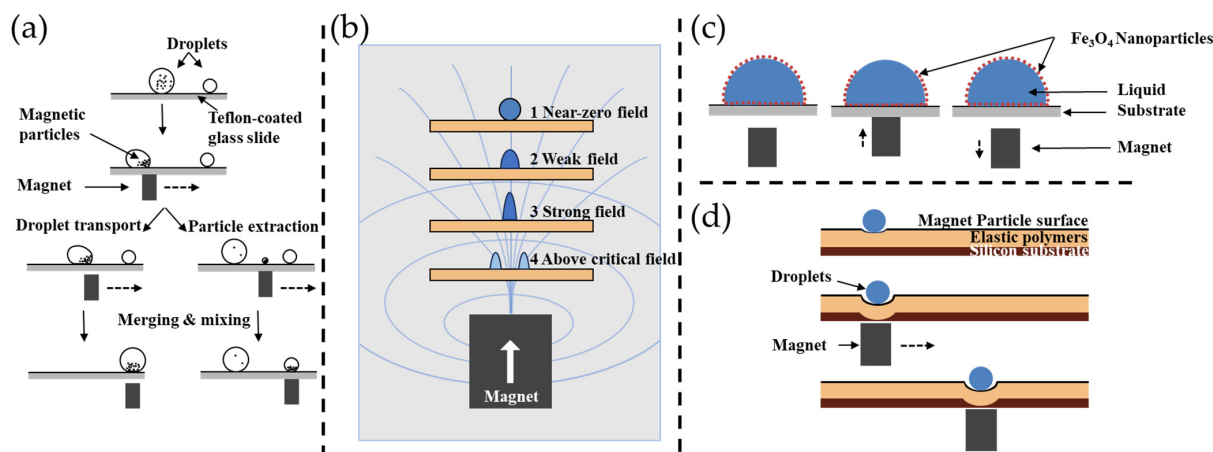 (a)
Droplets
Magnetic
particles
Teflon-coated
glass slide
Magnet
Droplet transport
Particle extraction
Merging & mixing
(b)
1 Near-zero field
2 Weak field
3 Strong field
4 Above critical field
Magnet
(c)
Fe₃O₄ Nanoparticles
Liquid
Substrate
Magnet
(d)
Magnet Particle surface
Elastic polymers
Silicon substrate
Droplets
Magnet